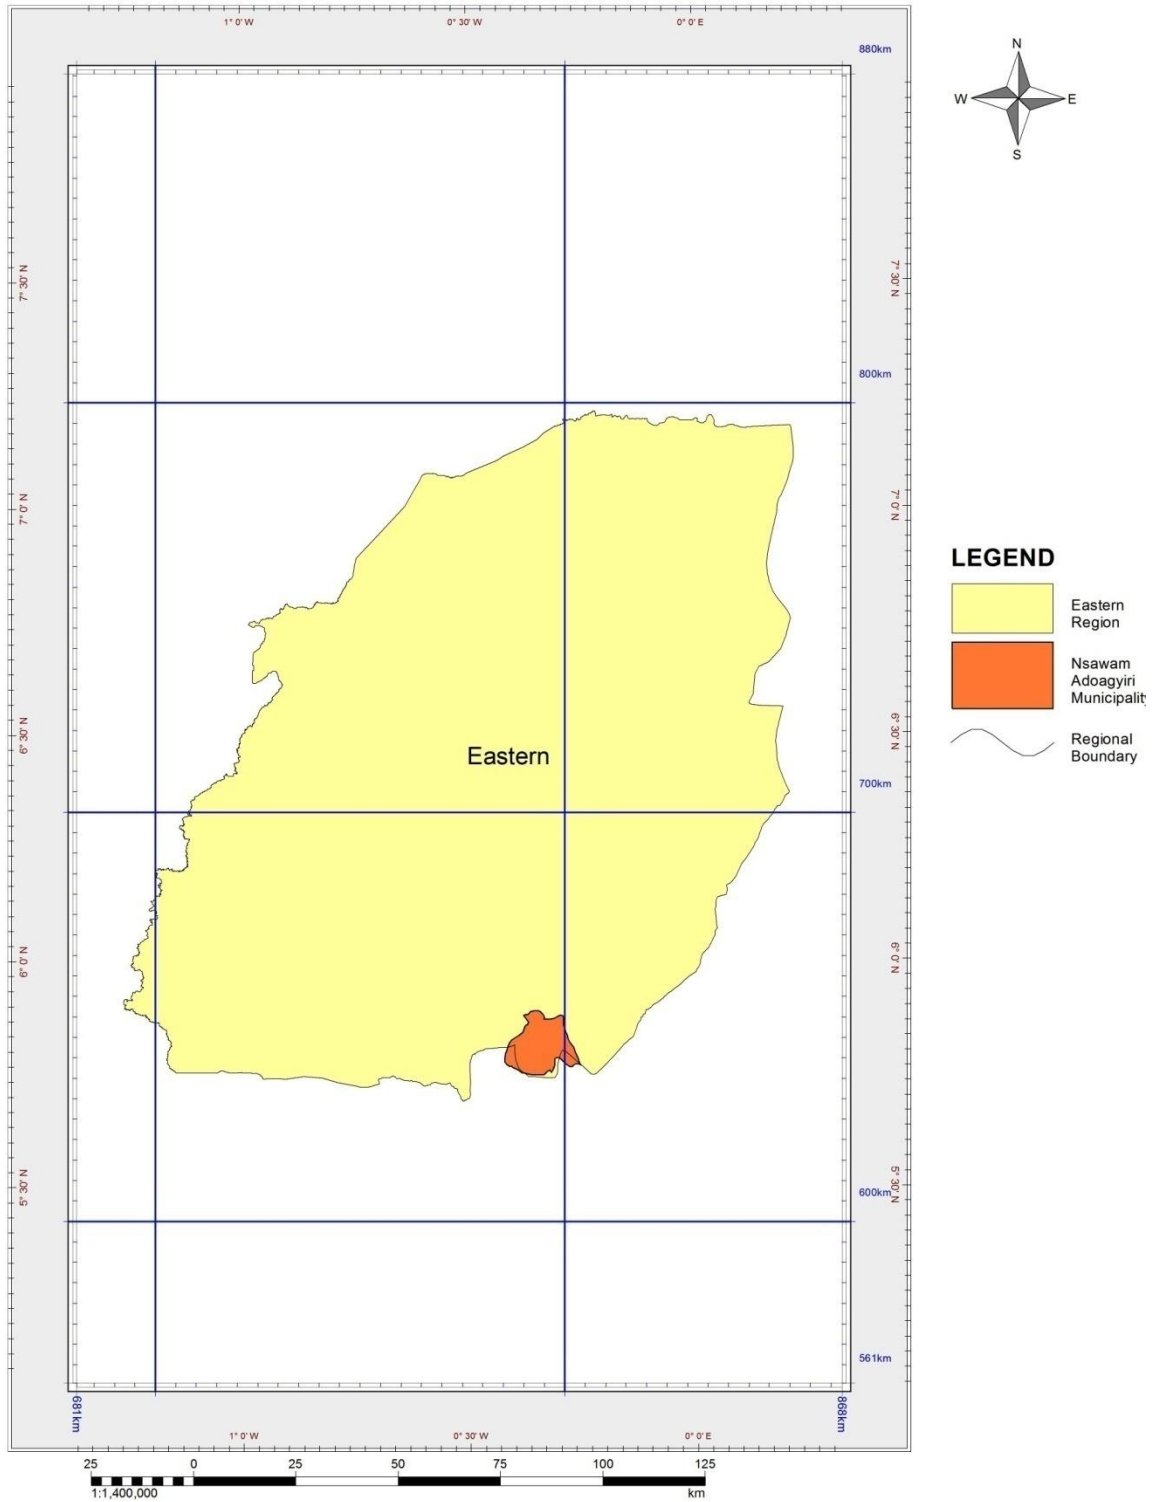 1° 0' W
0° 30' W
0° 0' E
880km
N
W
E
S
7° 30' N
7° 30' N
800km
7° 0' N
7° 0' N
LEGEND
Eastern
Region
Nsawam
Adoagyiri
Municipalit
Regional
Boundary
6° 30' N
6° 30' N
Eastern
700km
6° 0' N
6° 0' N
5° 30' N
5° 30' N
600km
561km
681km
868km
1° 0' W
0° 30' W
0° 0' E
25
0
25
50
75
100
125
1:1,400,000
km